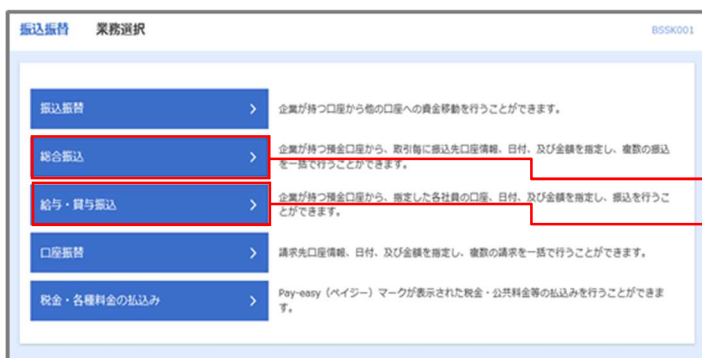 振込振替 業務選択 BSSK001
振込振替 企業が持つ口座から他の口座への資金移動を行うことができます。
総合振込 企業が持つ預金口座から、取引毎に振込先口座情報、日付、及び金額を指定し、複数の振込
を一括で行うことができます。
給与・賞与振込 企業が持つ預金口座から、指定した各社員の口座、日付、及び金額を指定し、振込を行うこ
とができます。
口座振替 請求先口座情報、日付、及び金額を指定し、複数の請求を一括で行うことができます。
税金・各種料金の払込み Pay-easy（ペイジー）マークが表示された税金・公共料金等の払込みを行うことができま
す。